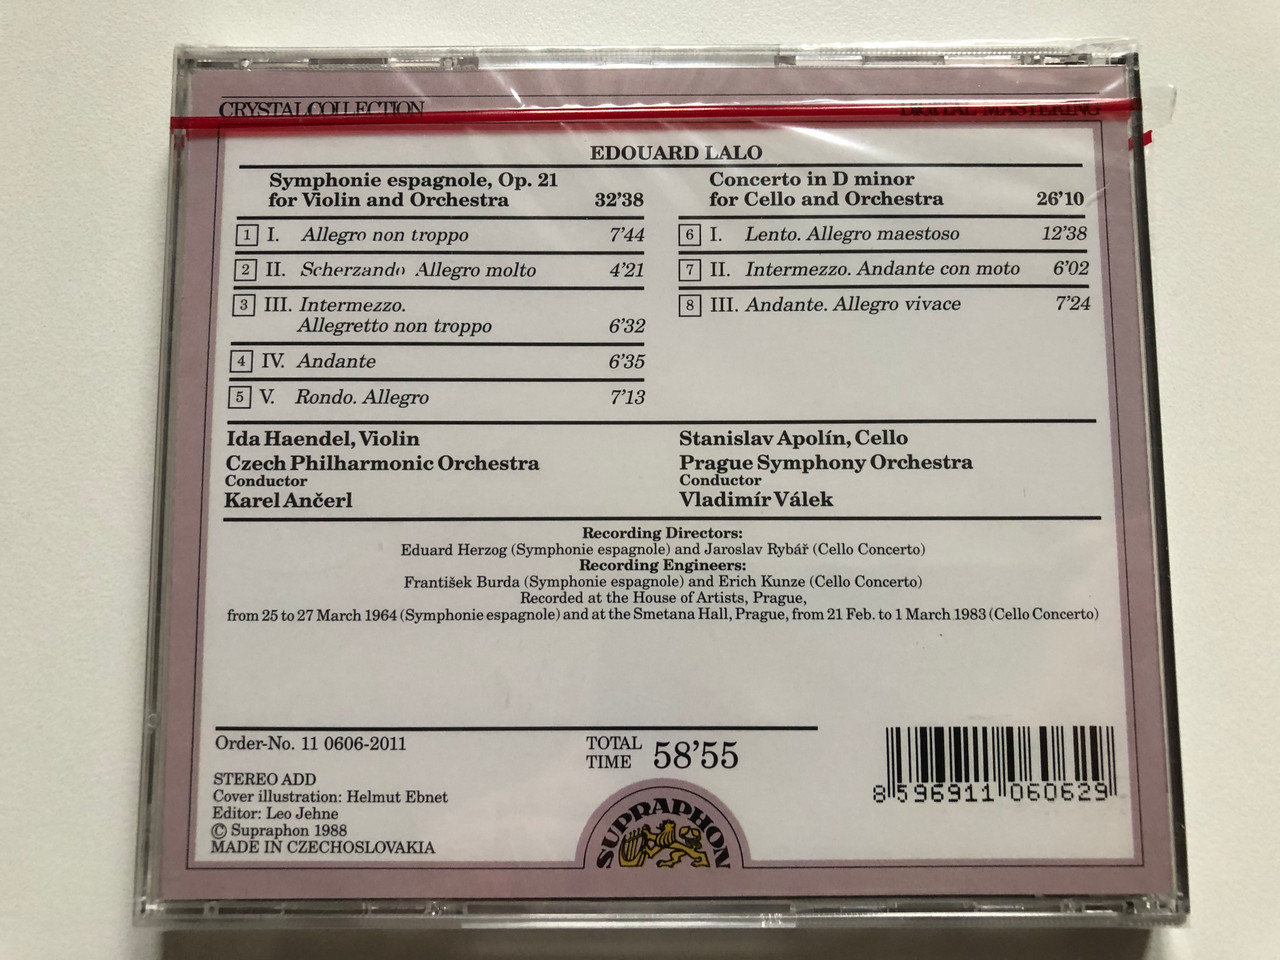 CRYSTAL COLLECTION
DIGITAL MASTERING
EDOUARD LALO
Symphonie espagnole, Op. 21
for Violin and Orchestra 32’38
1 I. Allegro non troppo 7’44
2 II. Scherzando Allegro molto 4’21
3 III. Intermezzo.
Allegretto non troppo 6’32
4 IV. Andante 6’35
5 V. Rondo. Allegro 7’13
Concerto in D minor
for Cello and Orchestra 26’10
6 I. Lento. Allegro maestoso 12’38
7 II. Intermezzo. Andante con moto 6’02
8 III. Andante. Allegro vivace 7’24
Ida Haendel, Violin
Czech Philharmonic Orchestra
Conductor
Karel Ančerl
Stanislav Apolín, Cello
Prague Symphony Orchestra
Conductor
Vladimír Válek
Recording Directors:
Eduard Herzog (Symphonie espagnole) and Jaroslav Rybář (Cello Concerto)
Recording Engineers:
František Burda (Symphonie espagnole) and Erich Kunze (Cello Concerto)
Recorded at the House of Artists, Prague,
from 25 to 27 March 1964 (Symphonie espagnole) and at the Smetana Hall, Prague, from 21 Feb. to 1 March 1983 (Cello Concerto)
Order-No. 11 0606-2011
TOTAL
TIME 58’55
STEREO ADD
Cover illustration: Helmut Ebnet
Editor: Leo Jehne
© Supraphon 1988
MADE IN CZECHOSLOVAKIA
SUPRAPHON
8 596911 060629